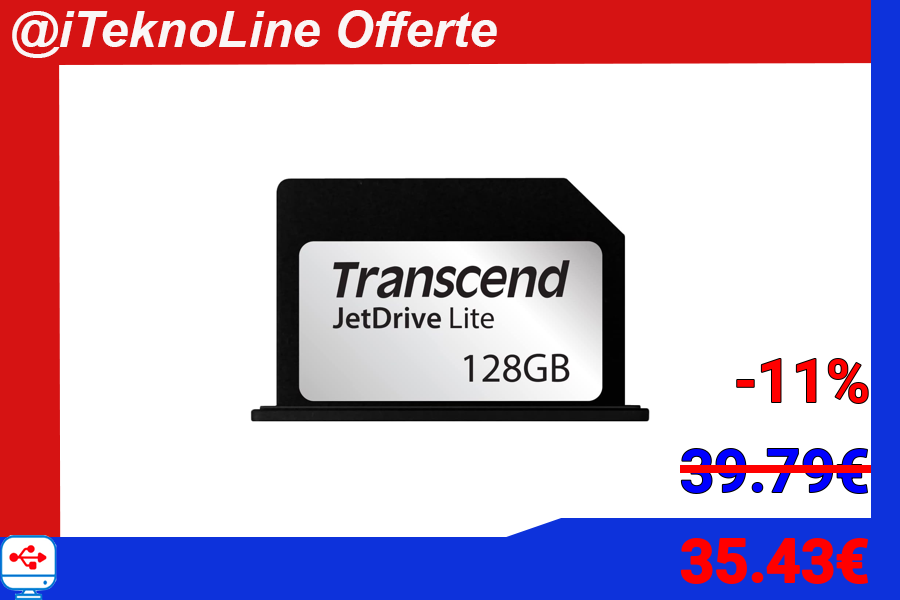 @iTeknoLine Offerte
Transcend
JetDrive Lite
128GB
-11%
39.79€
35.43€